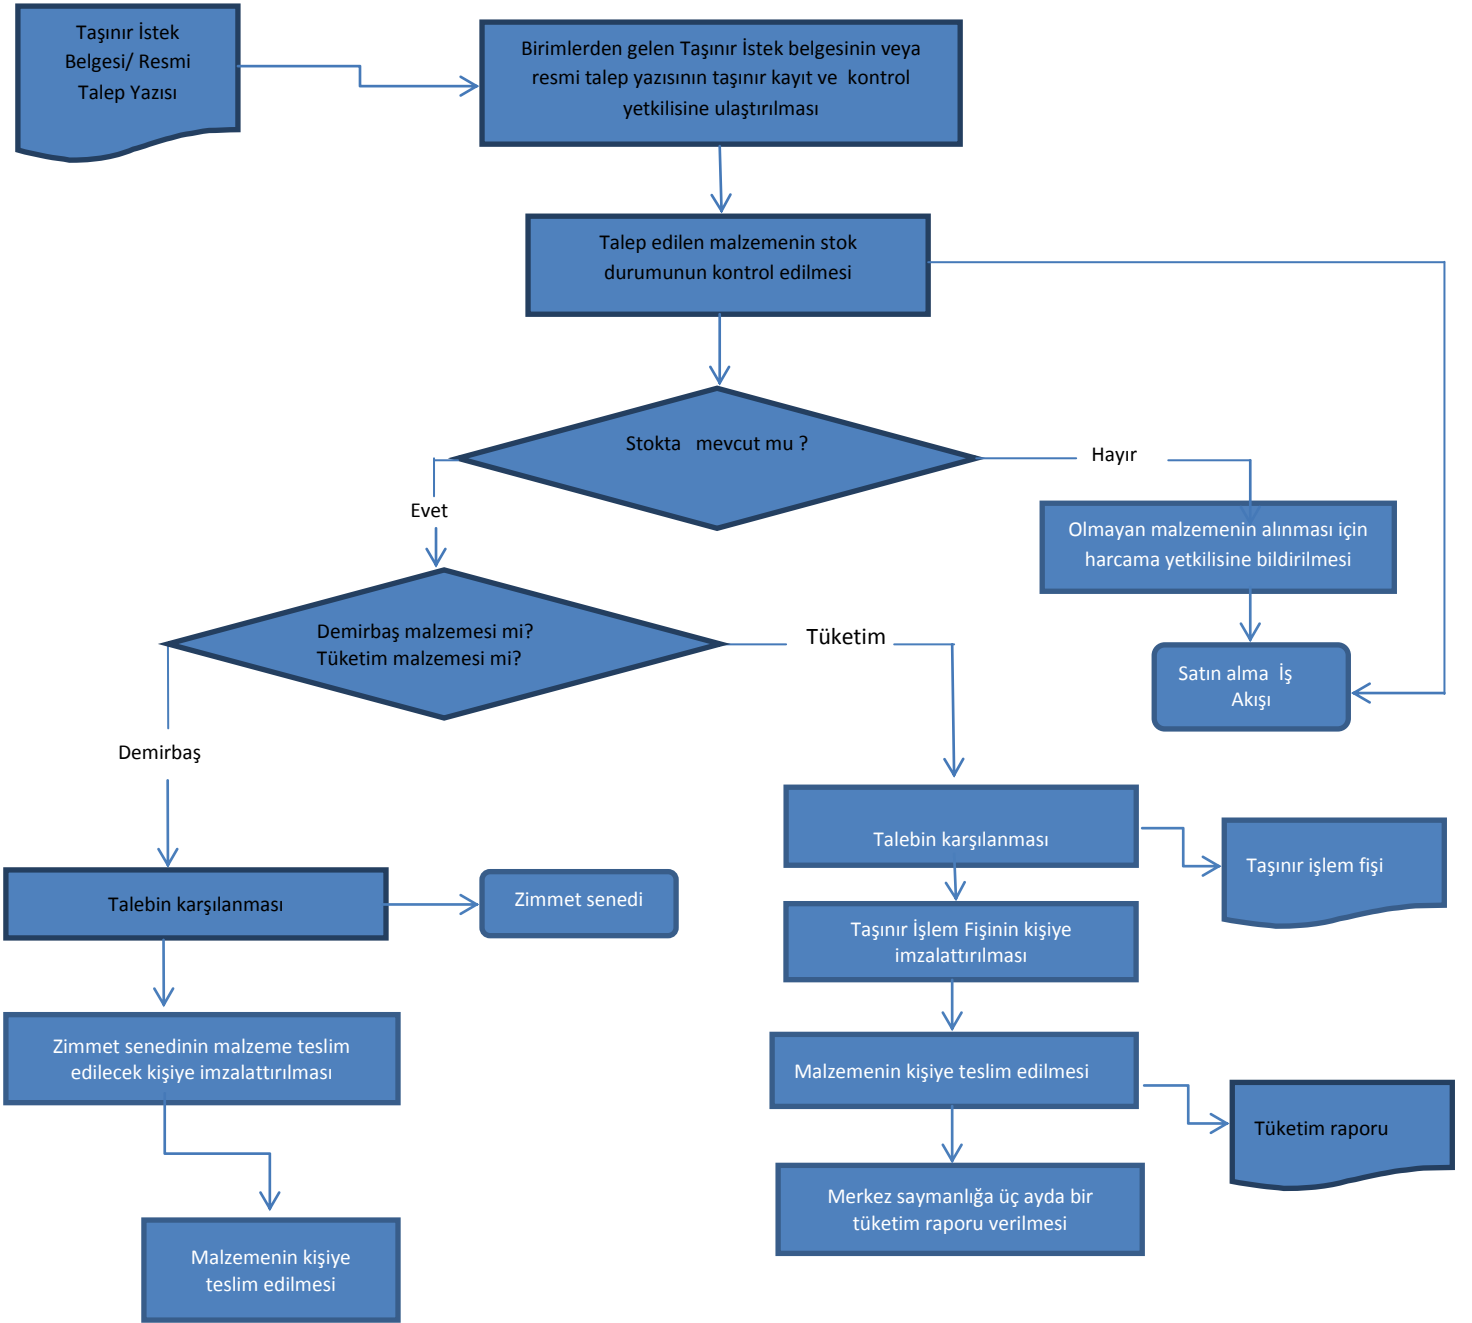 Taşınır İstek
Belgesi/ Resmi
Talep Yazısı
Birimlerden gelen Taşınır İstek belgesinin veya
resmi talep yazısının taşınır kayıt ve kontrol
yetkilisine ulaştırılması
Talep edilen malzemenin stok
durumunun kontrol edilmesi
Stokta mevcut mu ?
Hayır
Evet
Olmayan malzemenin alınması için
harcama yetkilisine bildirilmesi
Demirbaş malzemesi mi?
Tüketim malzemesi mi?
Tüketim
Satın alma İş
Akışı
Demirbaş
Talebin karşılanması
Taşınır işlem fişi
Talebin karşılanması
Zimmet senedi
Taşınır İşlem Fişinin kişiye
imzalattırılması
Zimmet senedinin malzeme teslim
edilecek kişiye imzalattırılması
Malzemenin kişiye teslim edilmesi
Tüketim raporu
Merkez saymanlığa üç ayda bir
tüketim raporu verilmesi
Malzemenin kişiye
teslim edilmesi